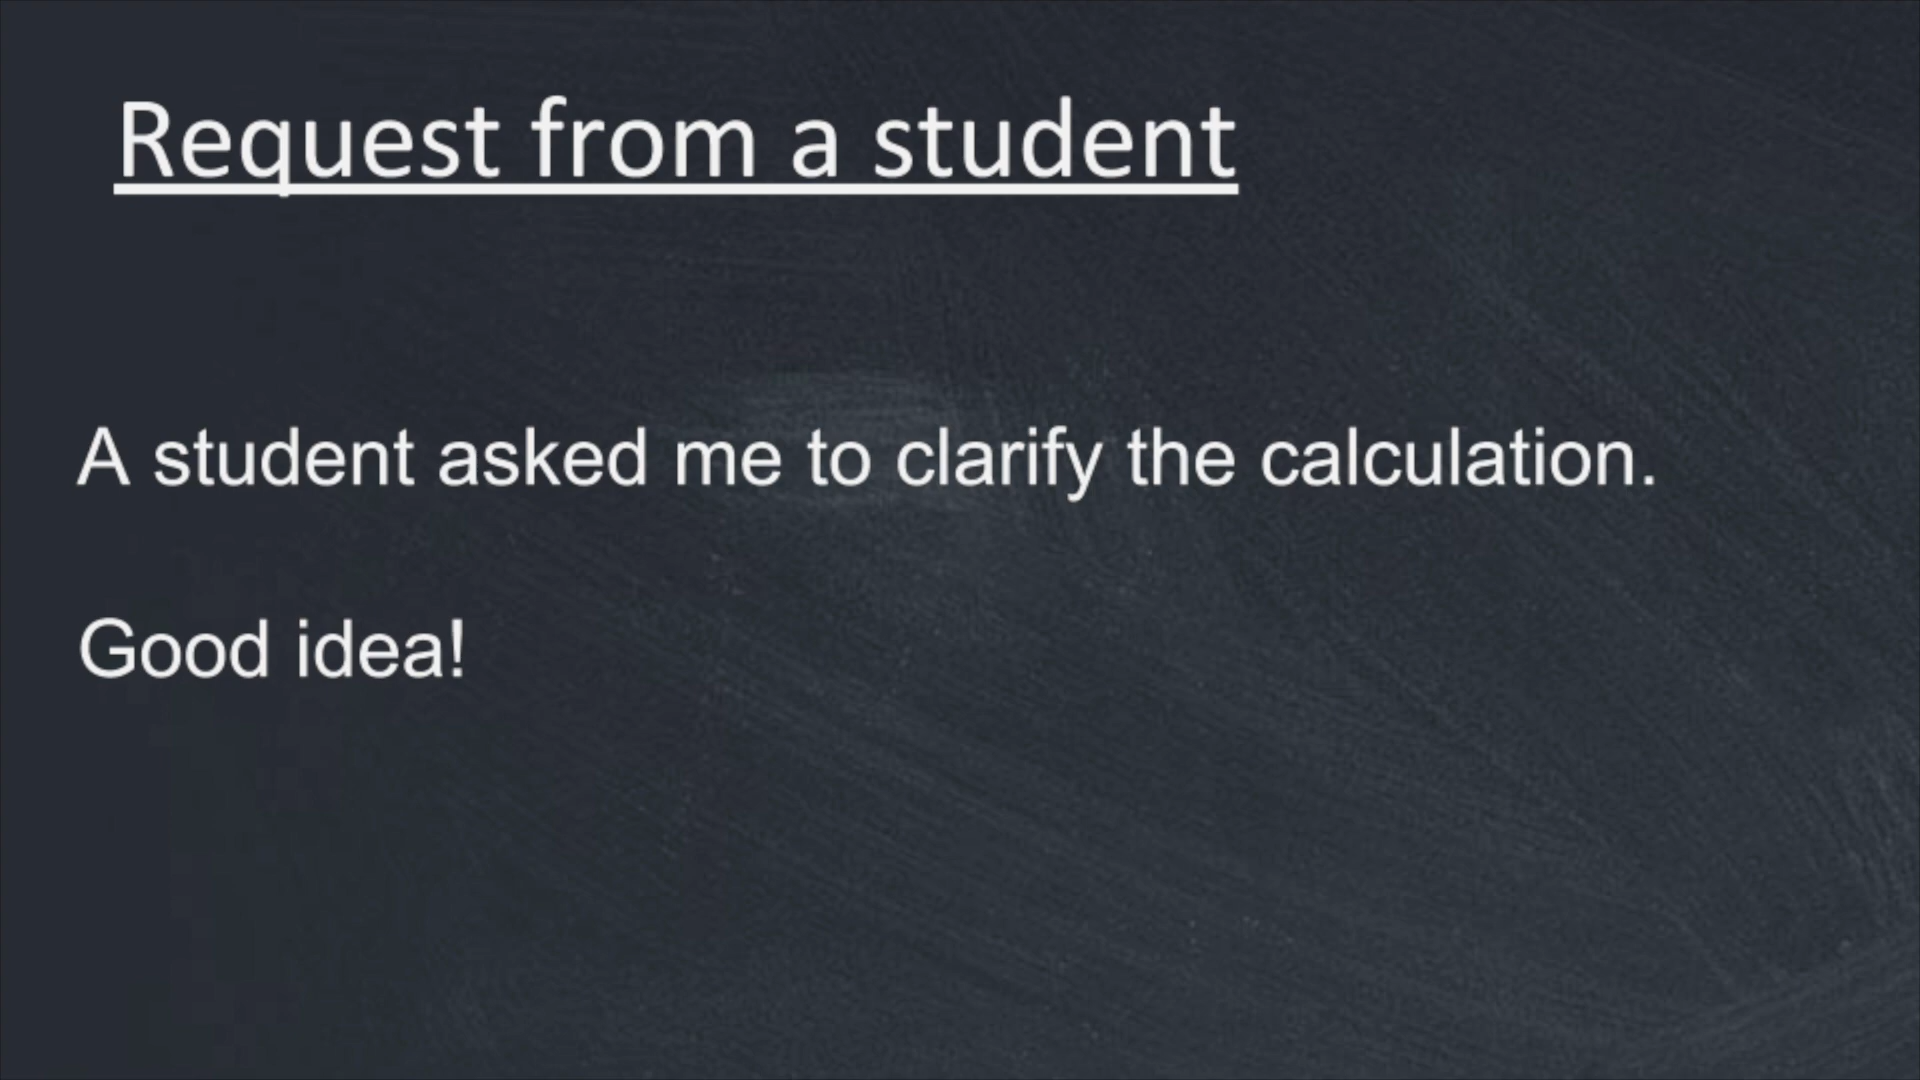 Request from a student
A student asked me to clarify the calculation.
Good idea!